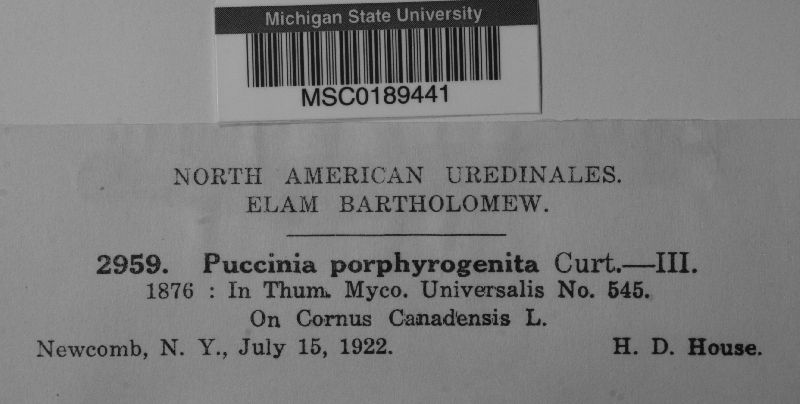 Michigan State University
MSC0189441
NORTH AMERICAN UREDINALES.
ELAM BARTHOLOMEW.
2959. Puccinia porphyrogenita Curt.—III.
1876 : In Thum. Myco. Universalis No. 545.
On Cornus Canadensis L.
Newcomb, N. Y., July 15, 1922. H. D. House.